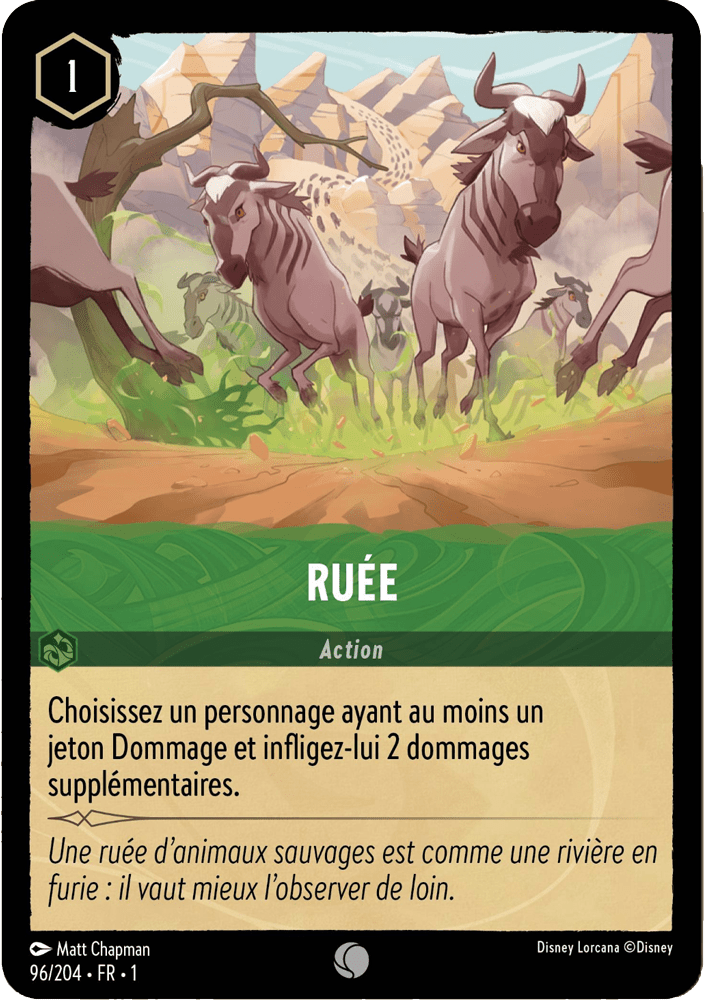 1
RUÉE
Action
Choisissez un personnage ayant au moins un
jeton Dommage et infligez-lui 2 dommages
supplémentaires.
Une ruée d’animaux sauvages est comme une rivière en
furie : il vaut mieux l’observer de loin.
Matt Chapman
Disney Lorcana ©Disney
96/204 • FR • 1